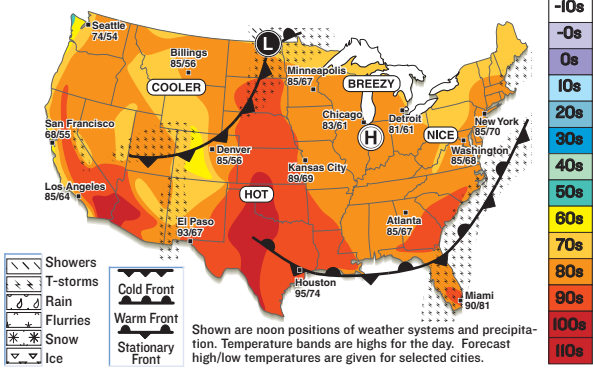 Seattle
74/54
Billings
85/56
COOLER
L
Minneapolis
85/67
BREEZY
Chicago
83/61
H
Detroit
81/61
New York
85/70
NICE
Washington
85/68
San Francisco
68/55
Denver
85/56
Kansas City
89/69
Los Angeles
85/64
HOT
El Paso
93/67
Atlanta
85/67
Houston
95/74
Miami
90/81
Showers
T-storms
Rain
Flurries
Snow
Ice
Cold Front
Warm Front
Stationary
Front
Shown are noon positions of weather systems and precipita-
tion. Temperature bands are highs for the day. Forecast
high/low temperatures are given for selected cities.
-10s
-0s
0s
10s
20s
30s
40s
50s
60s
70s
80s
90s
100s
110s